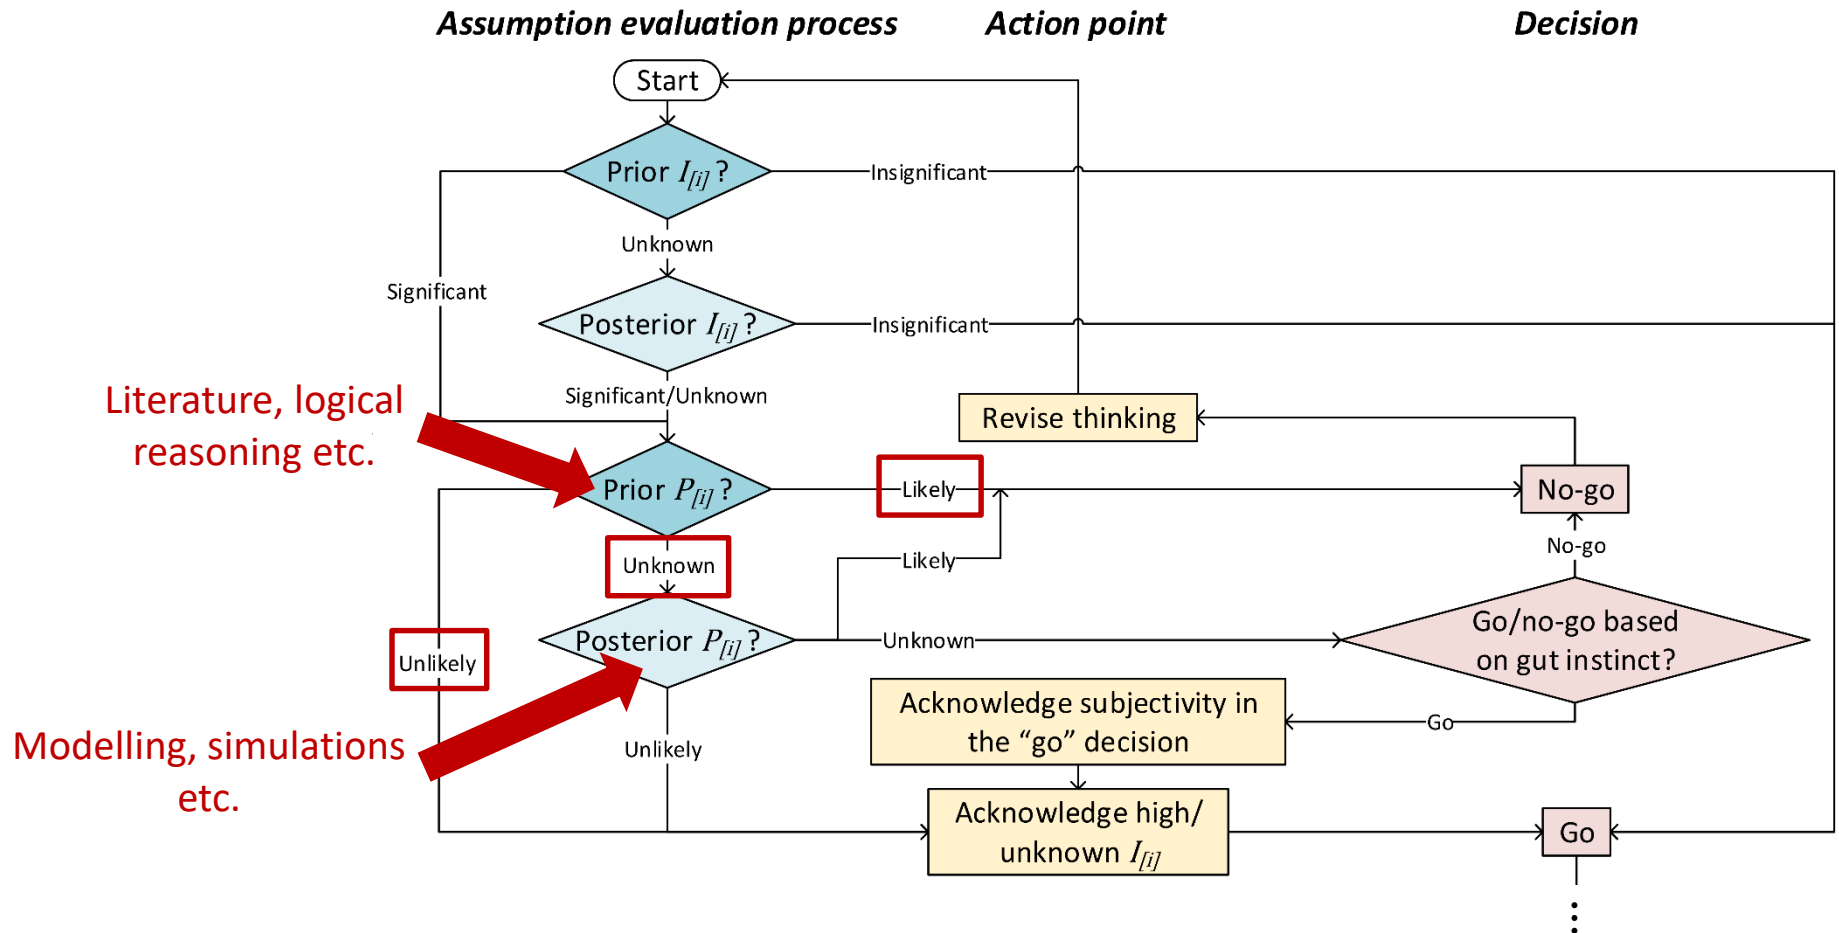 Assumption evaluation process
Action point
Decision
Start
Prior I[i] ?
Insignificant
Unknown
Significant
Posterior I[i] ?
Insignificant
Significant/Unknown
Literature, logical
reasoning etc.
Revise thinking
Prior P[i] ?
Likely
No-go
No-go
Unknown
Likely
Posterior P[i] ?
Unknown
Go/no-go based
on gut instinct?
Unlikely
Acknowledge subjectivity in
the “go” decision
Go
Modelling, simulations
etc.
Unlikely
Acknowledge high/
unknown I[i]
Go